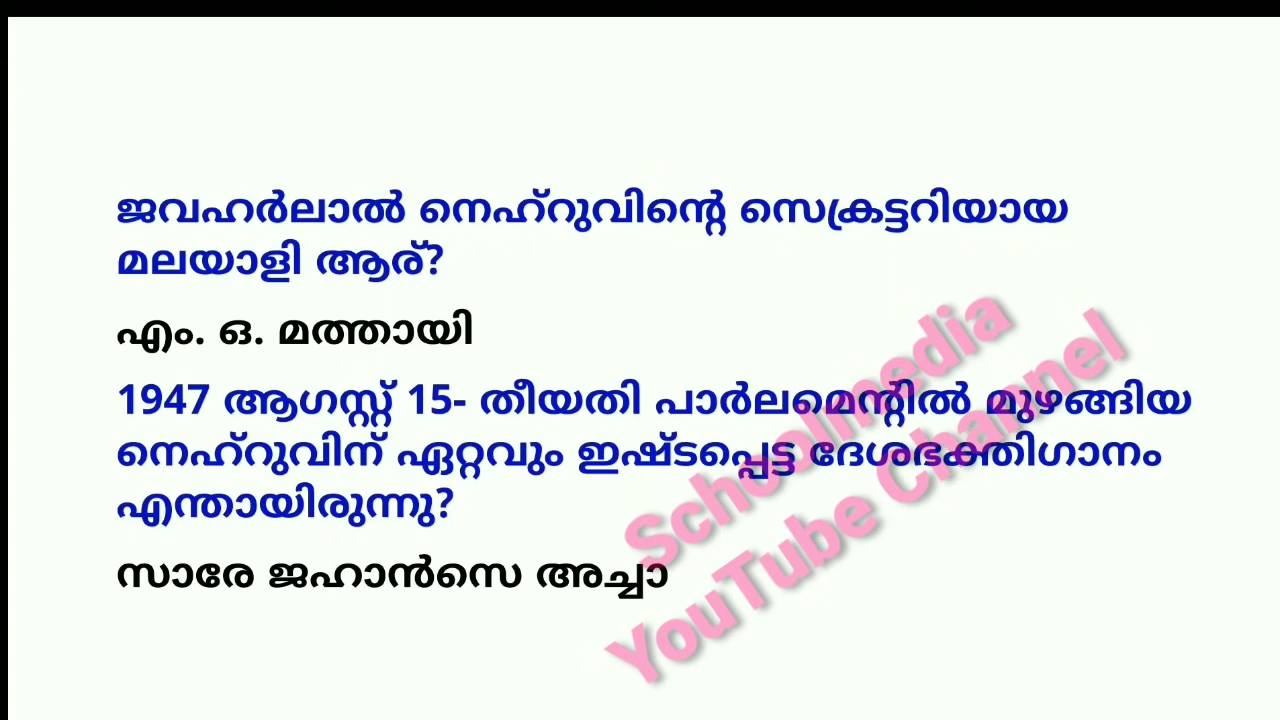 ജവഹർലാൽ നെഹ്റുവിന്റെ സെക്രട്ടറിയായ
മലയാളി ആര്?
എം. ഒ. മത്തായി
1947 ആഗസ്റ്റ് 15- തീയതി പാർലമെന്റിൽ മുഴങ്ങിയ
നെഹ്റുവിന് ഏറ്റവും ഇഷ്ടപ്പെട്ട ദേശഭക്തിഗാനം
എന്തായിരുന്നു?
സാരേ ജഹാൻസെ അച്ചാ
Schoolmedia
YouTube Channel